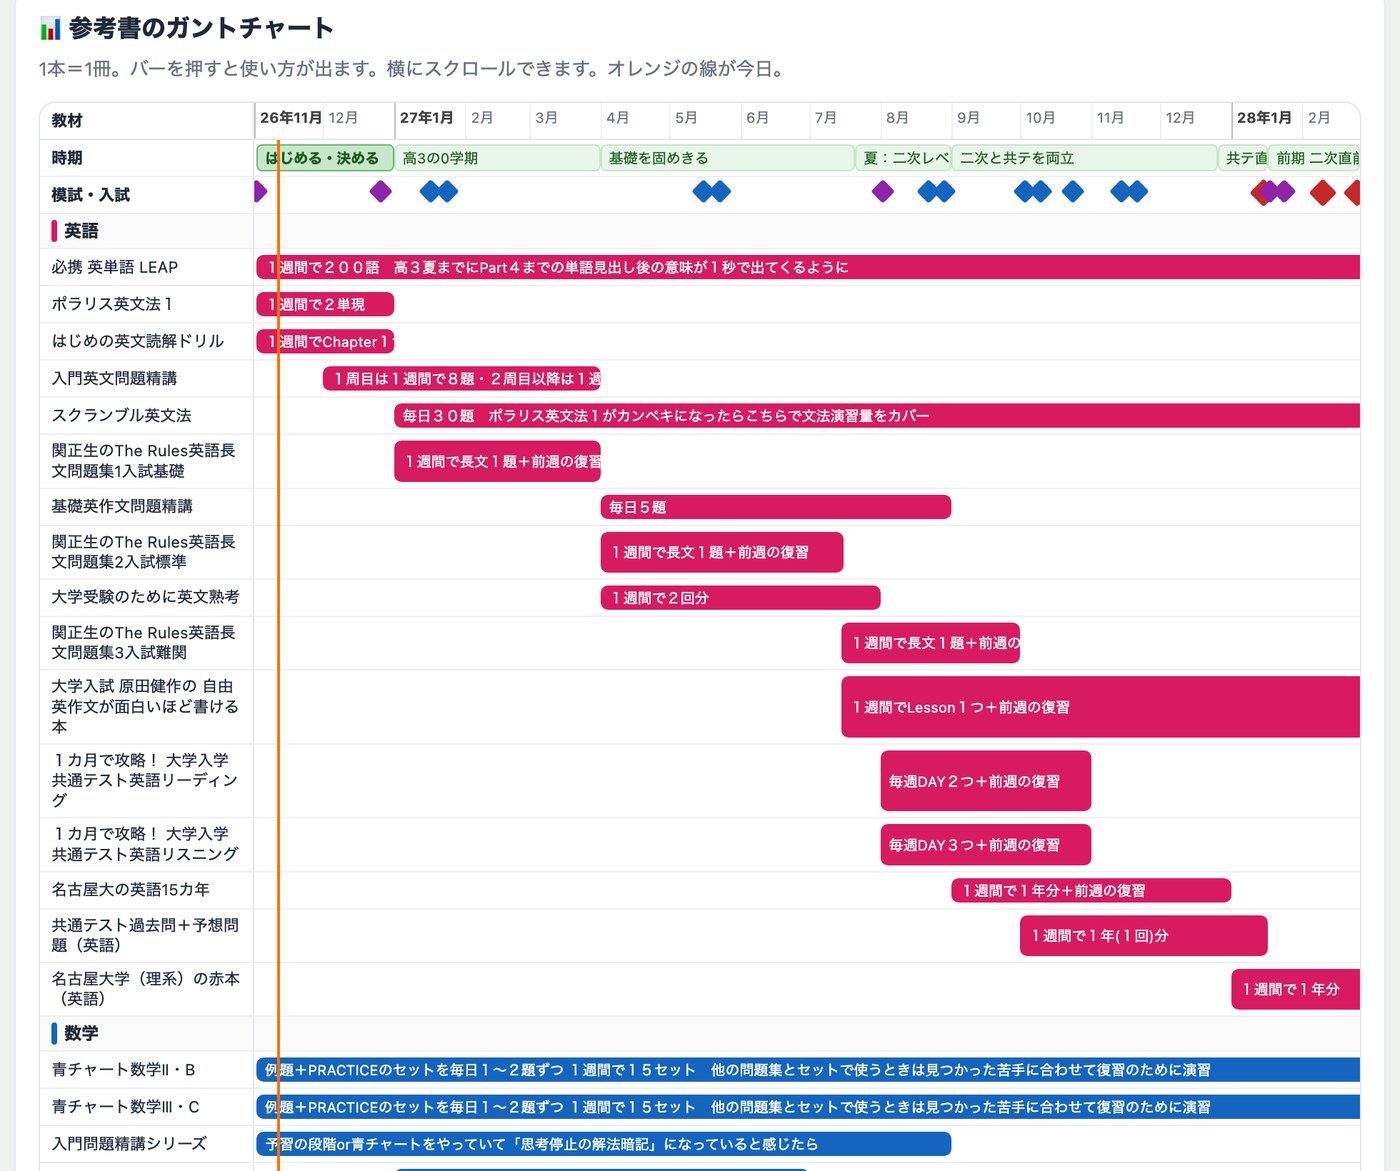 参考書のガントチャート
1本＝1冊。バーを押すと使い方が出ます。横にスクロールできます。オレンジの線が今日。
教材
26年11月 12月 27年1月 2月 3月 4月 5月 6月 7月 8月 9月 10月 11月 12月 28年1月 2月
時期
はじめる・決める 高3の0学期 基礎を固めきる 夏：二次レベ 二次と共テを両立 共テ直 前期 二次直前
模試・入試
英語
必携 英単語 LEAP
１週間で２００語　高３夏までにPart４までの単語見出し後の意味が１秒で出てくるように
ポラリス英文法１
１週間で２単現
はじめの英文読解ドリル
１週間でChapter１
入門英文問題精講
１周目は１週間で８題・２周目以降は１週
スクランブル英文法
毎日３０題　ポラリス英文法１がカンペキになったらこちらで文法演習量をカバー
関正生のThe Rules英語長
文問題集1入試基礎
１週間で長文１題＋前週の復習
基礎英作文問題精講
毎日５題
関正生のThe Rules英語長
文問題集2入試標準
１週間で長文１題＋前週の復習
大学受験のために英文熟考
１週間で２回分
関正生のThe Rules英語長
文問題集3入試難関
１週間で長文１題＋前週の
大学入試 原田健作の 自由
英作文が面白いほど書ける
本
１週間でLesson１つ＋前週の復習
１カ月で攻略！ 大学入学
共通テスト英語リーディン
グ
毎週DAY２つ＋前週の復習
１カ月で攻略！ 大学入学
共通テスト英語リスニング
毎週DAY３つ＋前週の復習
名古屋大の英語15カ年
１週間で１年分＋前週の復習
共通テスト過去問＋予想問
題（英語）
１週間で１年(１回)分
名古屋大学（理系）の赤本
（英語）
１週間で１年分
数学
青チャート数学Ⅱ・B
例題＋PRACTICEのセットを毎日１〜２題ずつ １週間で１５セット　他の問題集とセットで使うときは見つかった苦手に合わせて復習のために演習
青チャート数学Ⅲ・C
例題＋PRACTICEのセットを毎日１〜２題ずつ １週間で１５セット　他の問題集とセットで使うときは見つかった苦手に合わせて復習のために演習
入門問題精講シリーズ
予習の段階or青チャートをやっていて「思考停止の解法暗記」になっていると感じたら